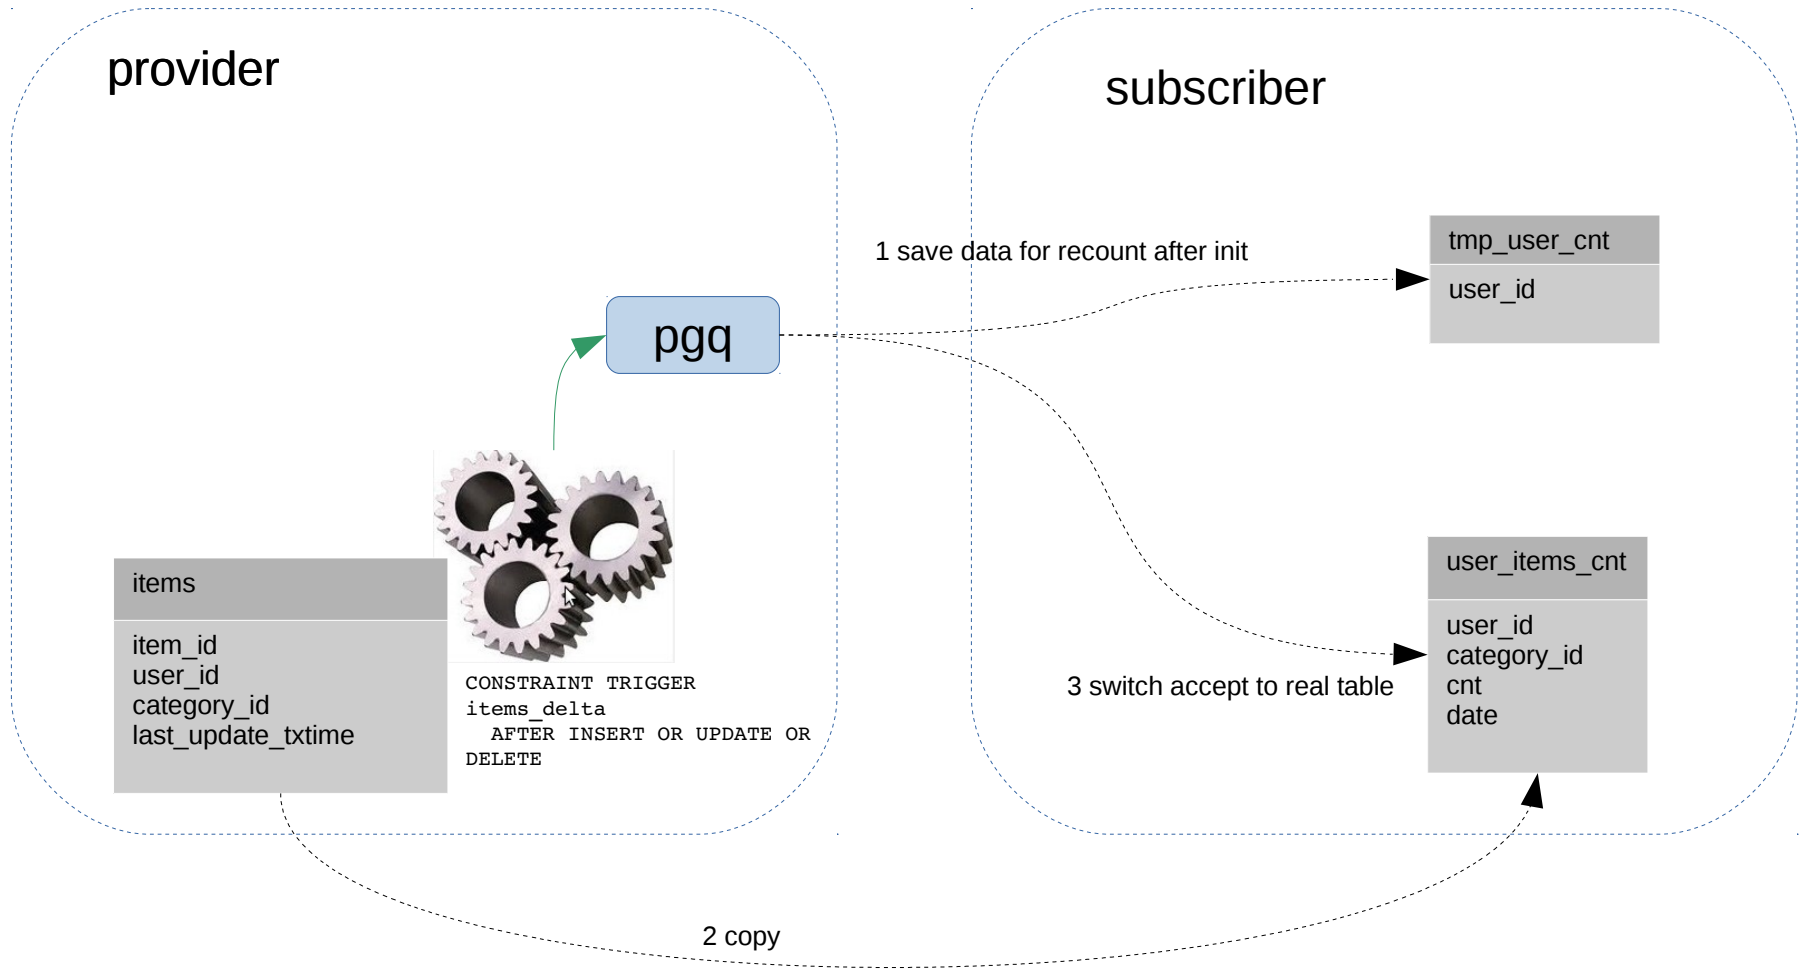 provider
subscriber
1 save data for recount after init
tmp_user_cnt
user_id
pgq
items
item_id
user_id
category_id
last_update_txtime
CONSTRAINT TRIGGER
items_delta
AFTER INSERT OR UPDATE OR
DELETE
user_items_cnt
user_id
category_id
cnt
date
3 switch accept to real table
2 copy